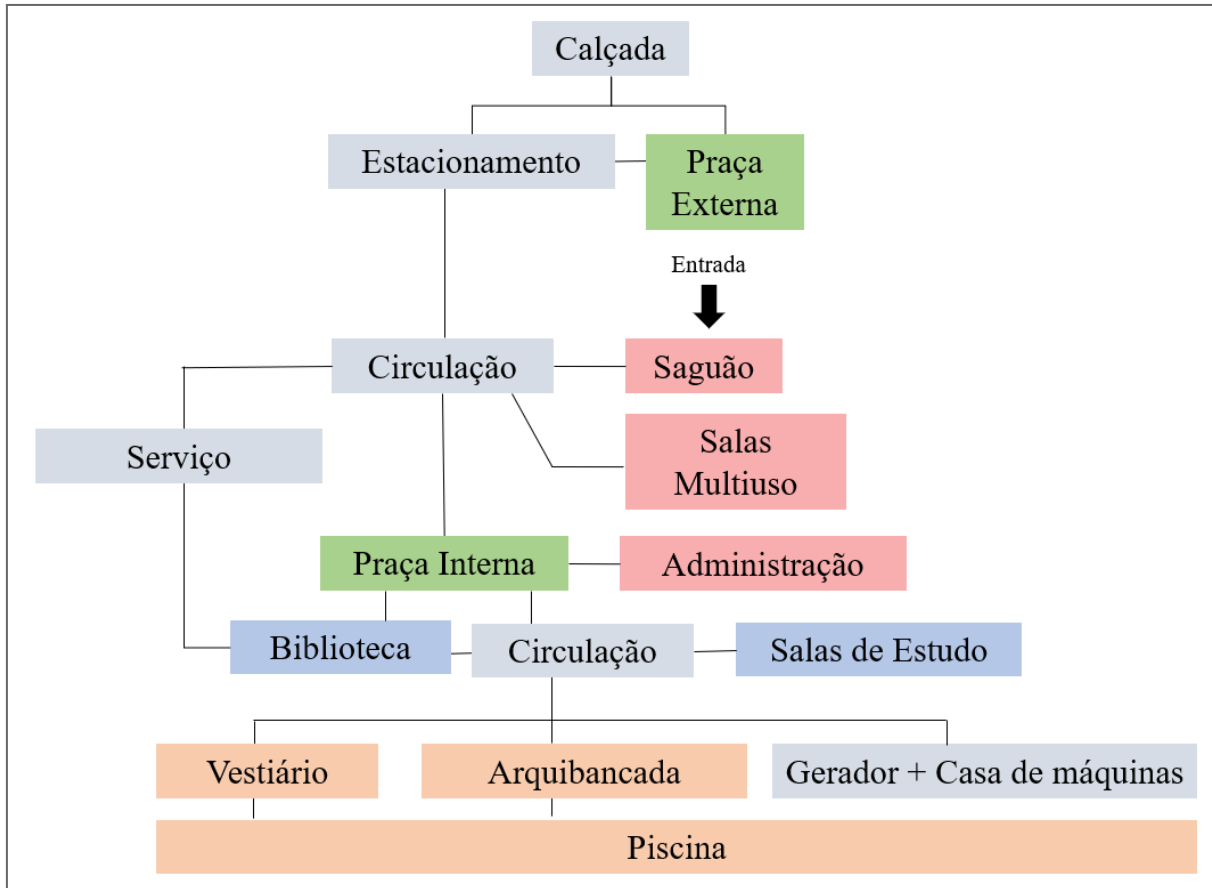 Calçada
Estacionamento
Praça
Externa
Entrada
Circulação
Saguão
Serviço
Salas
Multiuso
Praça Interna
Administração
Biblioteca
Circulação
Salas de Estudo
Vestiário
Arquibancada
Gerador + Casa de máquinas
Piscina